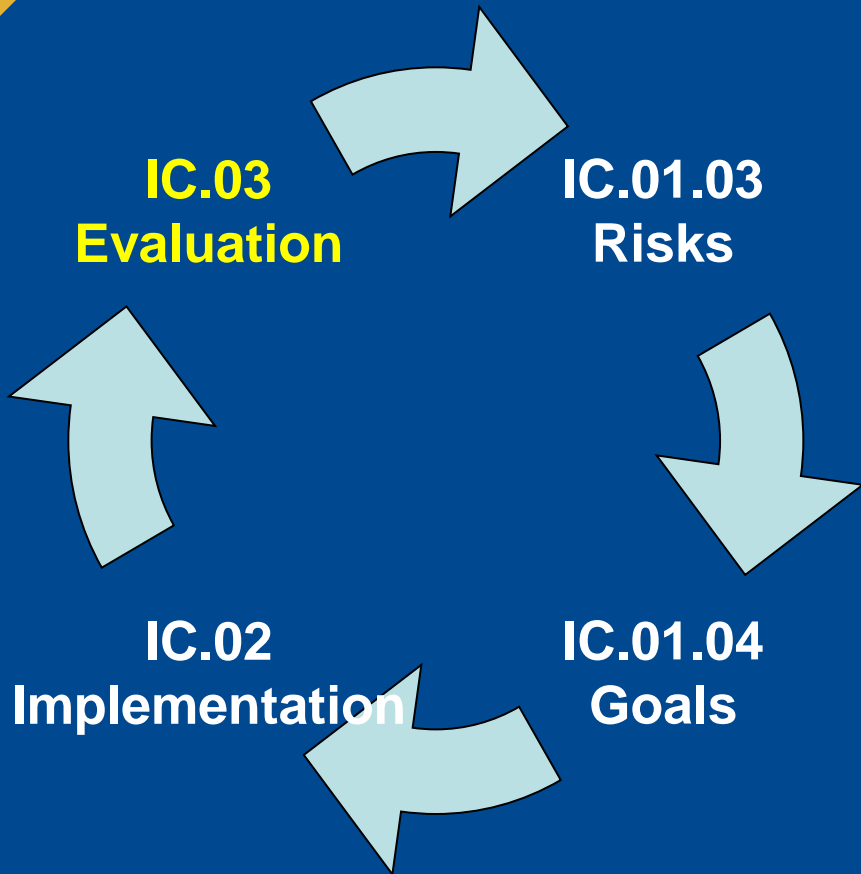 IC.03
Evaluation
IC.01.03
Risks
IC.02
Implementation
IC.01.04
Goals